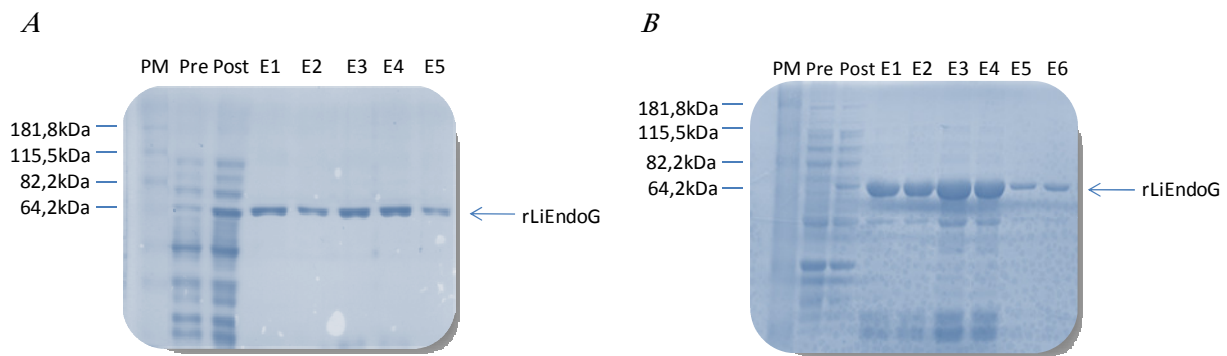 A
PM Pre Post E1 E2 E3 E4 E5
181,8kDa
115,5kDa
82,2kDa
64,2kDa
rLiEndoG
B
PM Pre Post E1 E2 E3 E4 E5 E6
181,8kDa
115,5kDa
82,2kDa
64,2kDa
rLiEndoG